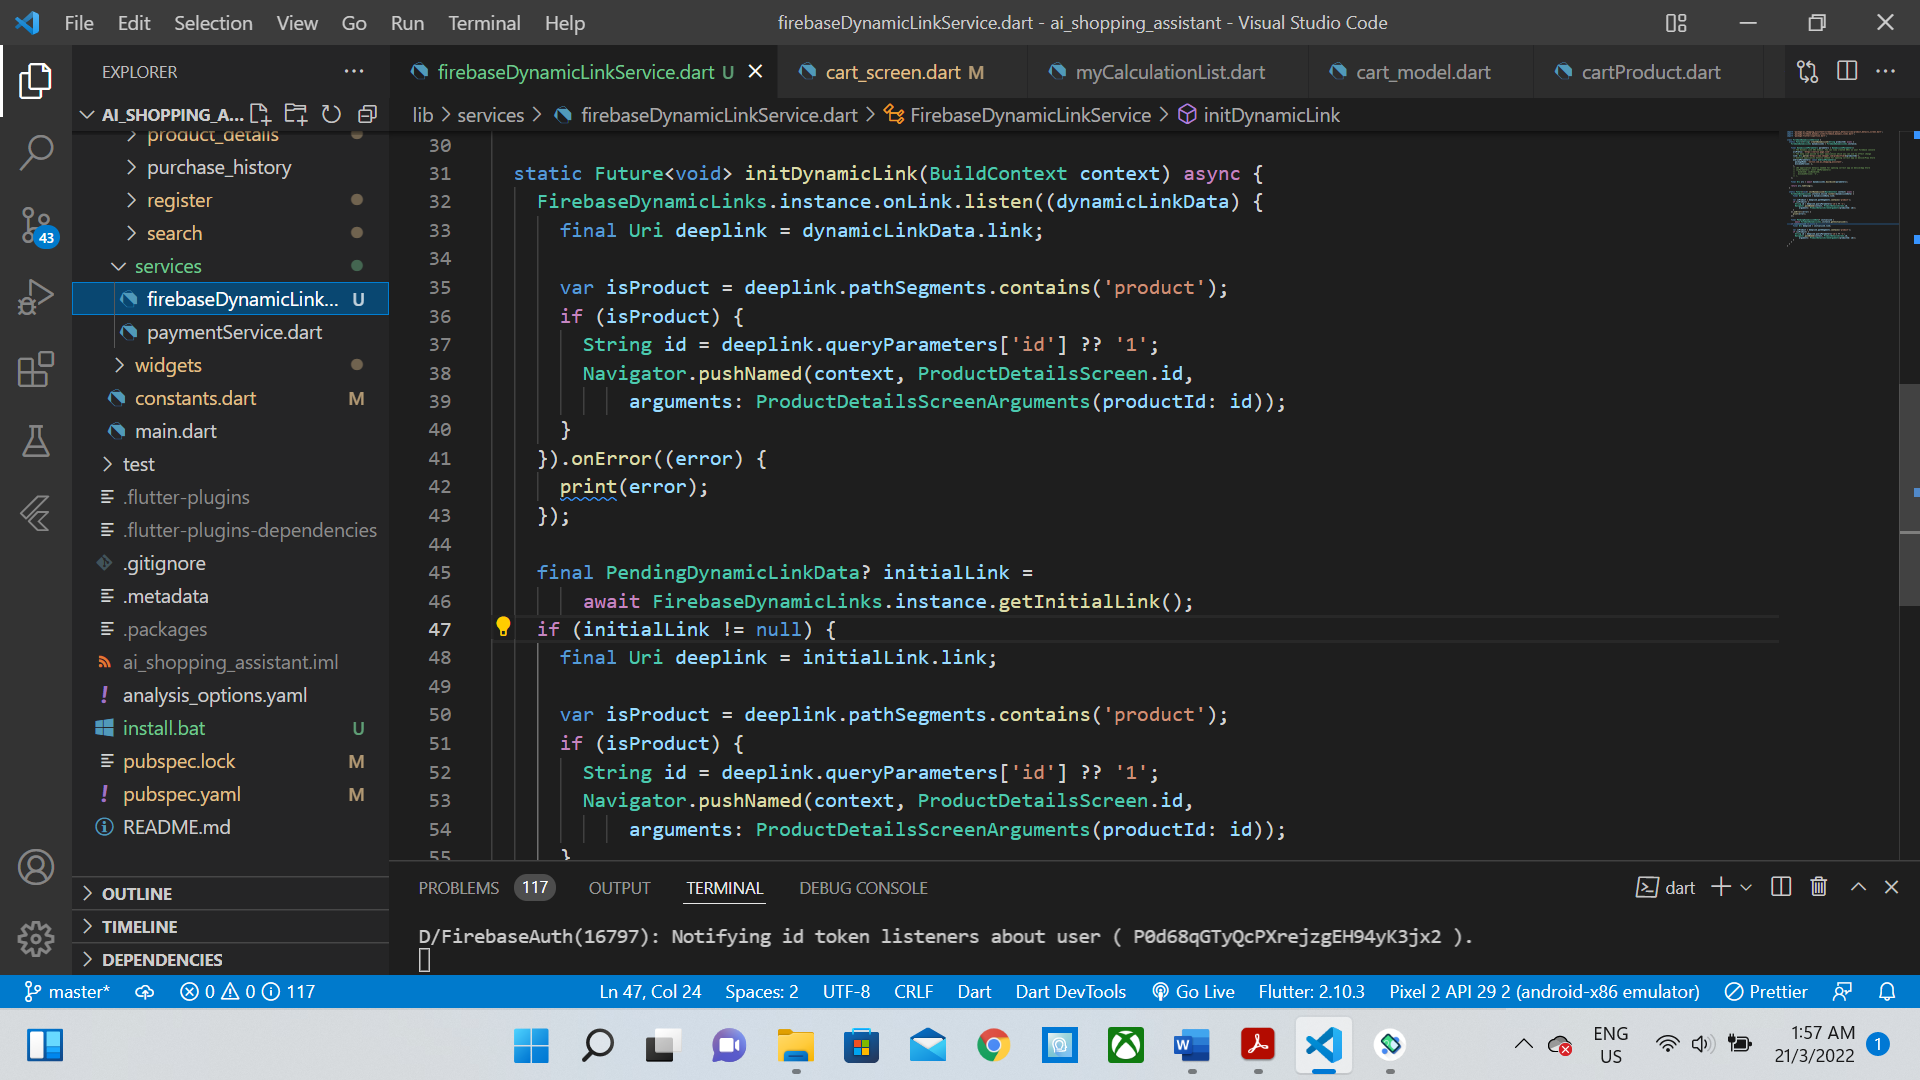 File Edit Selection View Go Run Terminal Help
firebaseDynamicLinkService.dart - ai_shopping_assistant - Visual Studio Code
EXPLORER
AI_SHOPPING_A...
product_details
purchase_history
register
search
services
firebaseDynamicLink... U
paymentService.dart
widgets
constants.dart M
main.dart
test
.flutter-plugins
.flutter-plugins-dependencies
.gitignore
.metadata
.packages
ai_shopping_assistant.iml
analysis_options.yaml
install.bat U
pubspec.lock M
pubspec.yaml M
README.md
OUTLINE
TIMELINE
DEPENDENCIES
43
firebaseDynamicLinkService.dart U
cart_screen.dart M
myCalculationList.dart
cart_model.dart
cartProduct.dart
lib > services > firebaseDynamicLinkService.dart > FirebaseDynamicLinkService > initDynamicLink
30
31 static Future<void> initDynamicLink(BuildContext context) async {
32 FirebaseDynamicLinks.instance.onLink.listen((dynamicLinkData) {
33 final Uri deeplink = dynamicLinkData.link;
34
35 var isProduct = deeplink.pathSegments.contains('product');
36 if (isProduct) {
37 String id = deeplink.queryParameters['id'] ?? '1';
38 Navigator.pushNamed(context, ProductDetailsScreen.id,
39 arguments: ProductDetailsScreenArguments(productId: id));
40 }
41 }).onError((error) {
42 print(error);
43 });
44
45 final PendingDynamicLinkData? initialLink =
46 await FirebaseDynamicLinks.instance.getInitialLink();
47 if (initialLink != null) {
48 final Uri deeplink = initialLink.link;
49
50 var isProduct = deeplink.pathSegments.contains('product');
51 if (isProduct) {
52 String id = deeplink.queryParameters['id'] ?? '1';
53 Navigator.pushNamed(context, ProductDetailsScreen.id,
54 arguments: ProductDetailsScreenArguments(productId: id));
55 }
PROBLEMS 117 OUTPUT TERMINAL DEBUG CONSOLE
dart
D/FirebaseAuth(16797): Notifying id token listeners about user ( P0d68qGTyQcPXrejzgEH94yK3jx2 ).
master* 0 0 117
Ln 47, Col 24 Spaces: 2 UTF-8 CRLF Dart Dart DevTools Go Live Flutter: 2.10.3 Pixel 2 API 29 2 (android-x86 emulator) Prettier
W
ENG
US
1:57 AM
21/3/2022
1